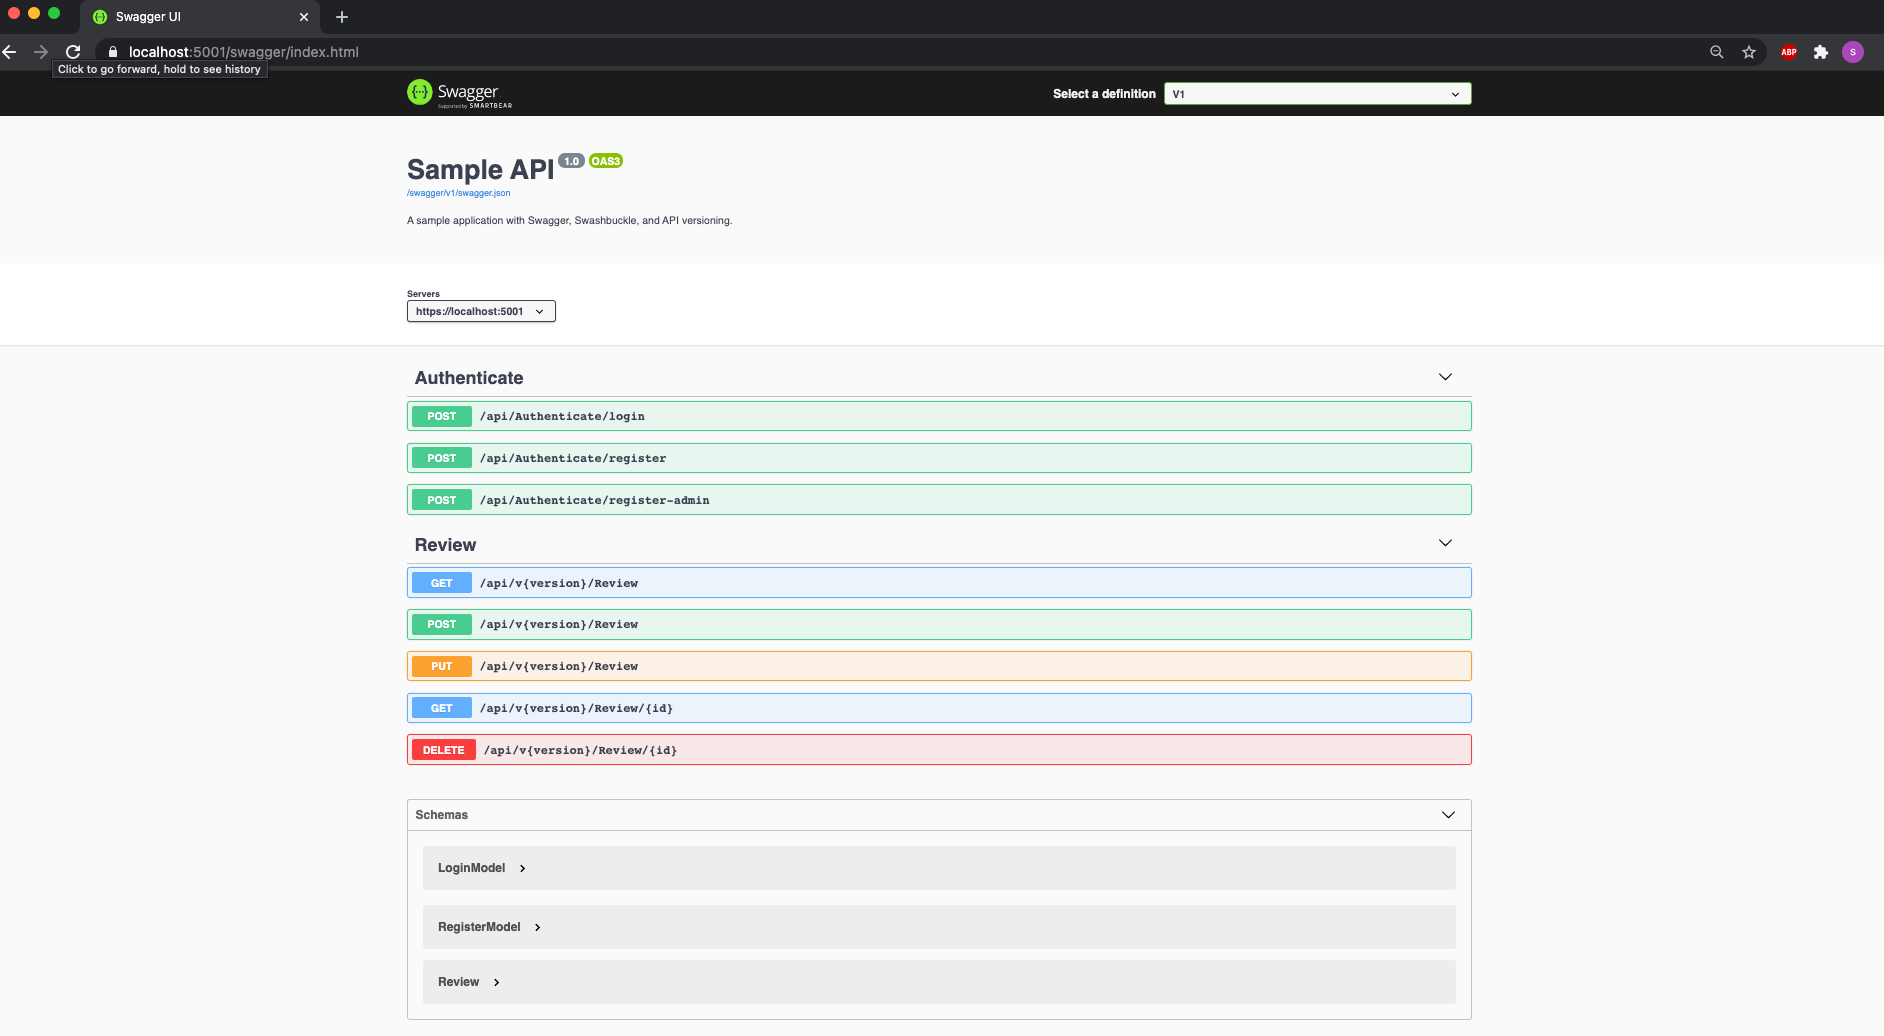 Swagger UI
localhost:5001/swagger/index.html
ABP
S
Click to go forward, hold to see history
Swagger
Supported by SMARTBEAR
Select a definition
V1
Sample API 1.0 OAS3
/swagger/v1/swagger.json
A sample application with Swagger, Swashbuckle, and API versioning.
Servers
https://localhost:5001
Authenticate
POST /api/Authenticate/login
POST /api/Authenticate/register
POST /api/Authenticate/register-admin
Review
GET /api/v{version}/Review
POST /api/v{version}/Review
PUT /api/v{version}/Review
GET /api/v{version}/Review/{id}
DELETE /api/v{version}/Review/{id}
Schemas
LoginModel
RegisterModel
Review